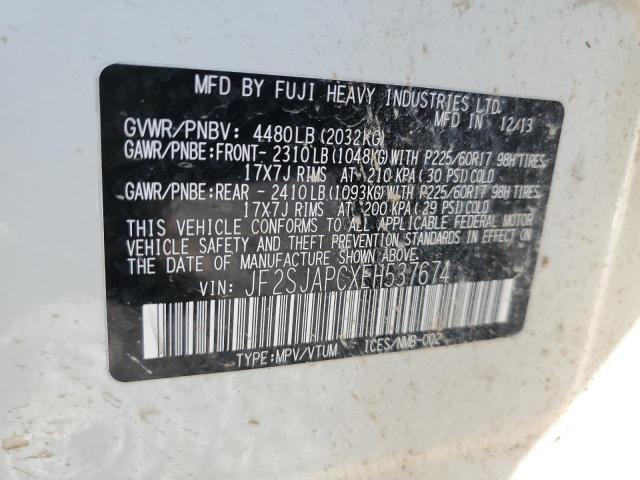 MFD BY FUJI HEAVY INDUSTRIES LTD.
MFD IN 12/13
GVWR/PNBV: 4480LB(2032KG)
GAWR/PNBE:FRONT- 2310LB(1048KG)WITH P225/60R17 98H TIRES,
17X7J RIMS AT 210 KPA(30 PSI)COLD
GAWR/PNBE:REAR - 2410LB(1093KG)WITH P225/60R17 98H TIRES,
17X7J RIMS AT 200 KPA(29 PSI)COLD
THIS VEHICLE CONFORMS TO ALL APPLICABLE FEDERAL MOTOR
VEHICLE SAFETY AND THEFT PREVENTION STANDARDS IN EFFECT ON
THE DATE OF MANUFACTURE SHOWN ABOVE.
VIN: JF2SJAPCXEH537674
TYPE:MPV/VTUM ICES/NMB-002